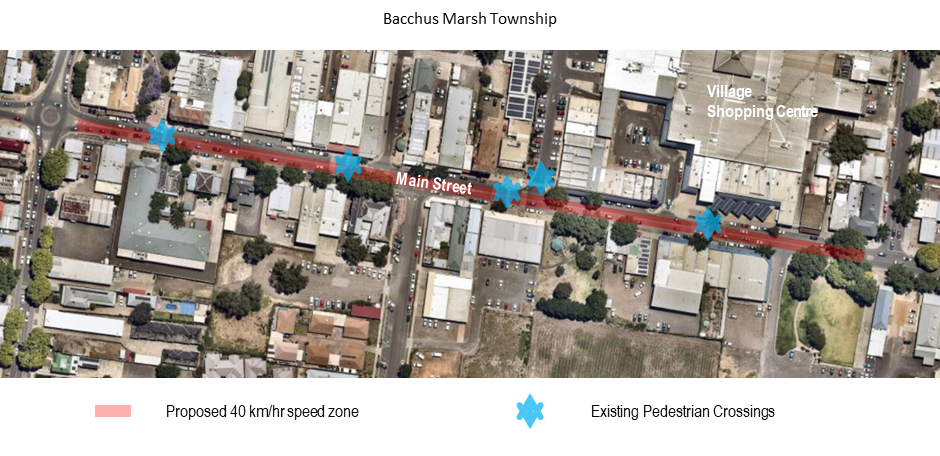 Bacchus Marsh Township
Village
Shopping Centre
Main Street
Proposed 40 km/hr speed zone
Existing Pedestrian Crossings